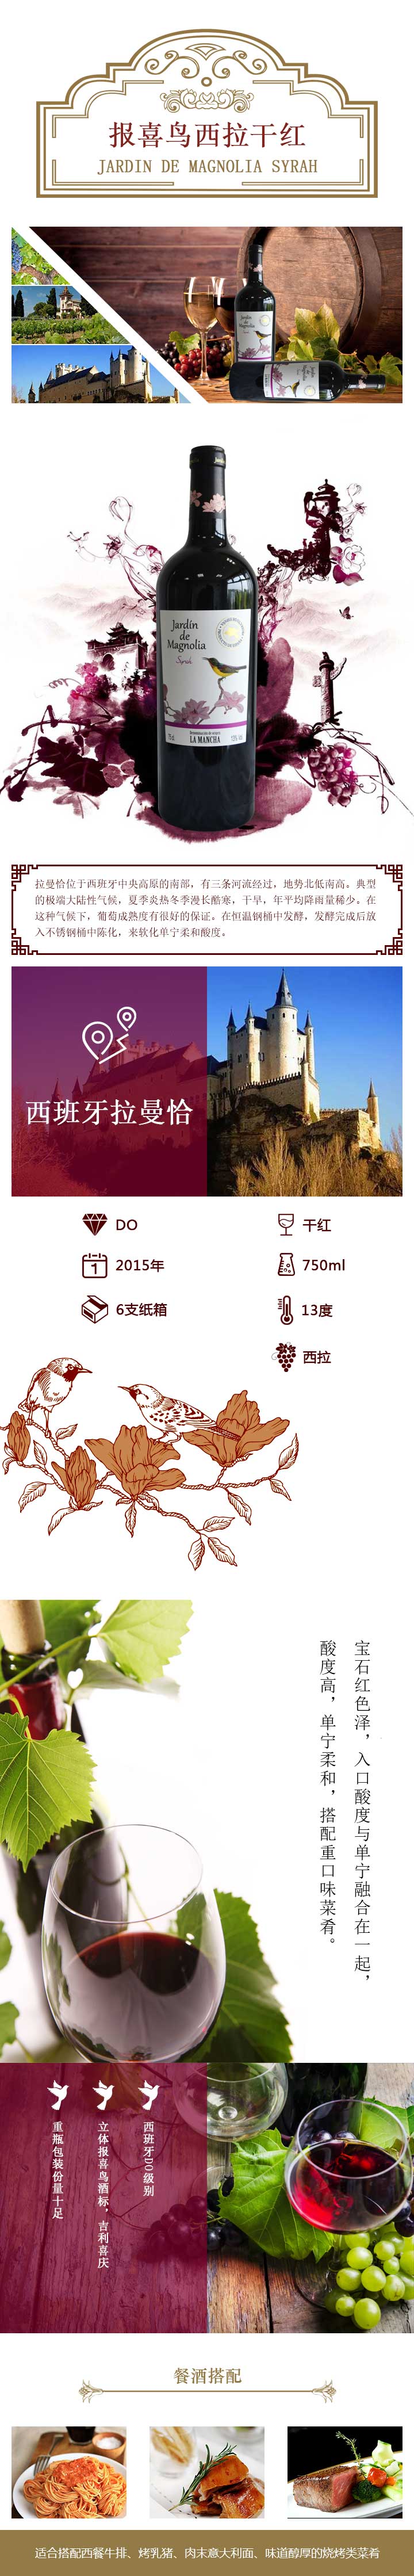 报喜鸟西拉干红
JARDIN DE MAGNOLIA SYRAH
Jardín
de
Magnolia
Jardín
de
Magnolia
Syrah
Denominación de origen
LA MANCHA
75cl
13% vol
拉曼恰位于西班牙中央高原的南部，有三条河流经过，地势北低南高。典型
的极端大陆性气候，夏季炎热冬季漫长酷寒，干旱，年平均降雨量稀少。在
这种气候下，葡萄成熟度有很好的保证。在恒温钢桶中发酵，发酵完成后放
入不锈钢桶中陈化，来软化单宁柔和酸度。
西班牙拉曼恰
DO
干红
1
2015年
750ml
6支纸箱
13度
西拉
宝石红色泽，入口酸度与单宁融合在一起，
酸度高，单宁柔和，搭配重口味菜肴。
西班牙DO级别
立体报喜鸟酒标，吉利喜庆
重瓶包装份量十足
餐酒搭配
适合搭配西餐牛排、烤乳猪、肉末意大利面、味道醇厚的烧烤类菜肴